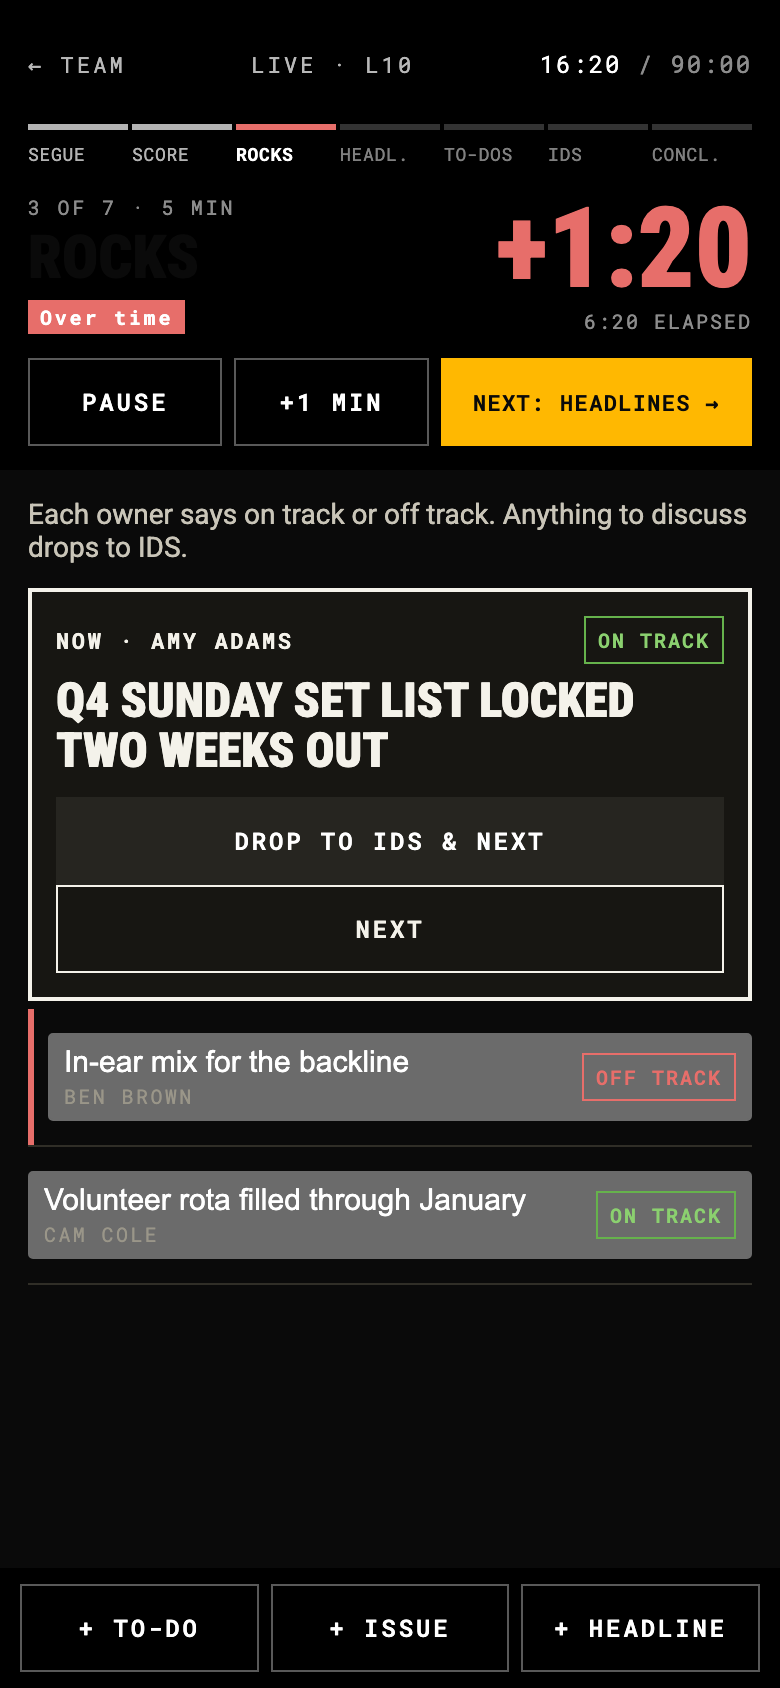 ← TEAM
LIVE · L10
16:20 / 90:00
SEGUE
SCORE
ROCKS
HEADL.
TO-DOS
IDS
CONCL.
3 OF 7 · 5 MIN
ROCKS
+1:20
Over time
6:20 ELAPSED
PAUSE
+1 MIN
NEXT: HEADLINES →
Each owner says on track or off track. Anything to discuss
drops to IDS.
NOW · AMY ADAMS
ON TRACK
Q4 SUNDAY SET LIST LOCKED
TWO WEEKS OUT
DROP TO IDS & NEXT
NEXT
In-ear mix for the backline
BEN BROWN
OFF TRACK
Volunteer rota filled through January
CAM COLE
ON TRACK
+ TO-DO
+ ISSUE
+ HEADLINE